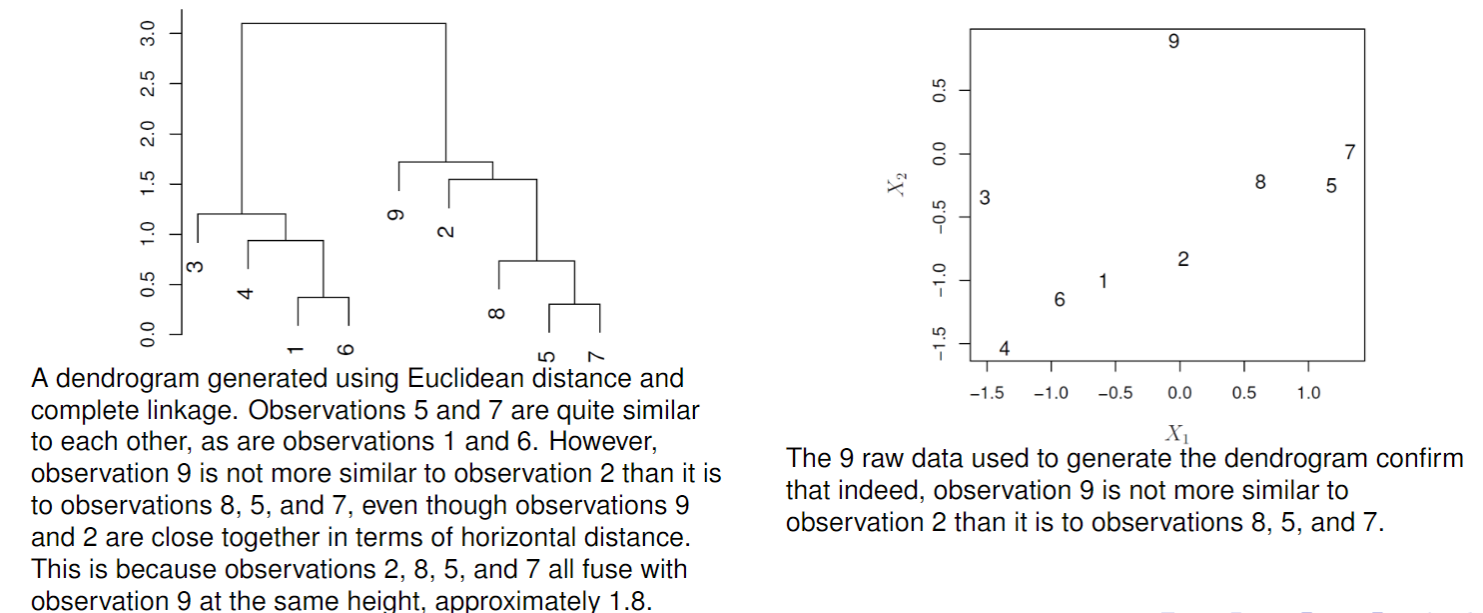 3.0
2.5
2.0
1.5
1.0
0.5
0.0
3
4
1
6
9
2
8
5
7
A dendrogram generated using Euclidean distance and
complete linkage. Observations 5 and 7 are quite similar
to each other, as are observations 1 and 6. However,
observation 9 is not more similar to observation 2 than it is
to observations 8, 5, and 7, even though observations 9
and 2 are close together in terms of horizontal distance.
This is because observations 2, 8, 5, and 7 all fuse with
observation 9 at the same height, approximately 1.8.
9
7
8
5
3
2
1
6
4
0.5
0.0
−0.5
−1.0
−1.5
X2
−1.5 −1.0 −0.5 0.0 0.5 1.0
X1
The 9 raw data used to generate the dendrogram confirm
that indeed, observation 9 is not more similar to
observation 2 than it is to observations 8, 5, and 7.